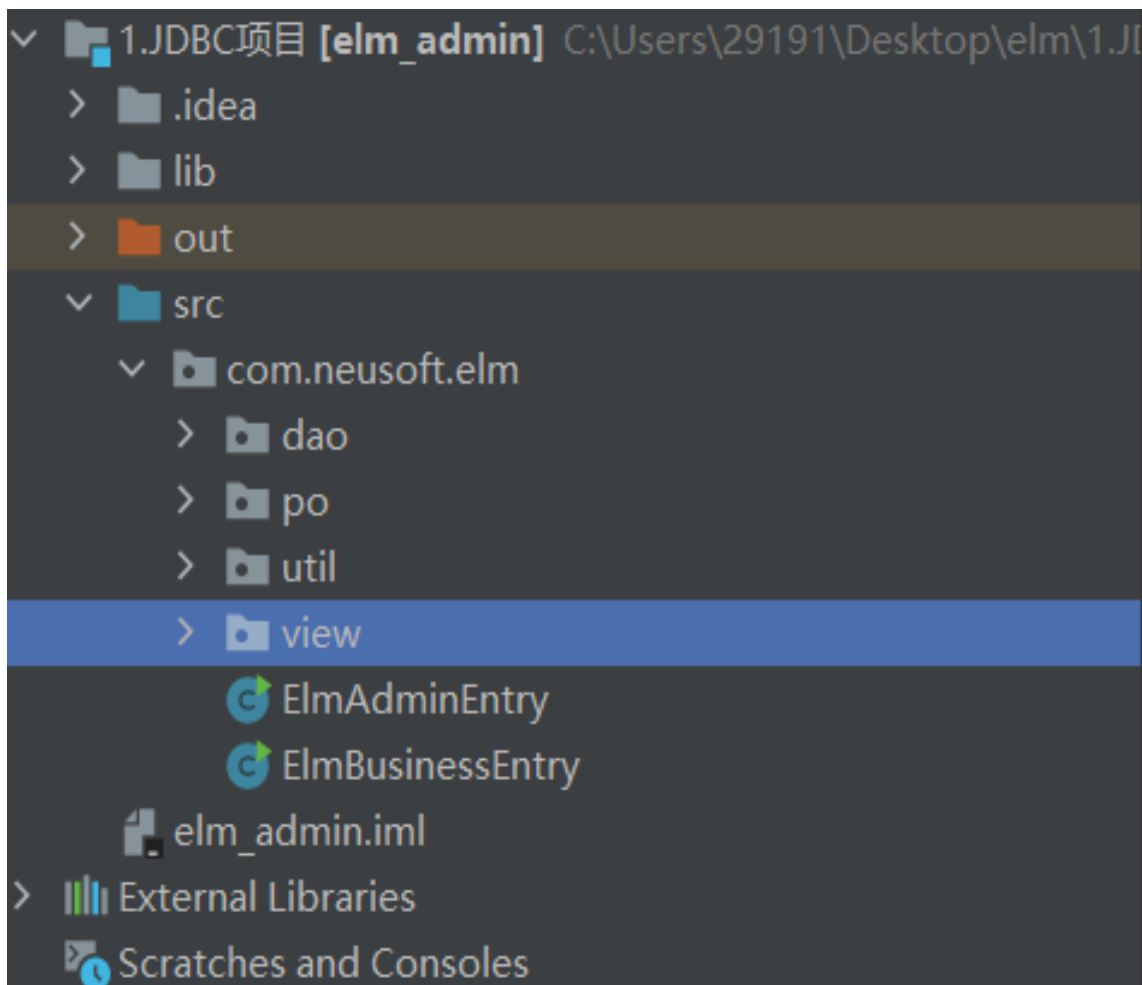 1.JDBC项目 [elm_admin] C:\Users\29191\Desktop\elm\1.J
.idea
lib
out
src
com.neusoft.elm
dao
po
util
view
ElmAdminEntry
ElmBusinessEntry
elm_admin.iml
External Libraries
Scratches and Consoles